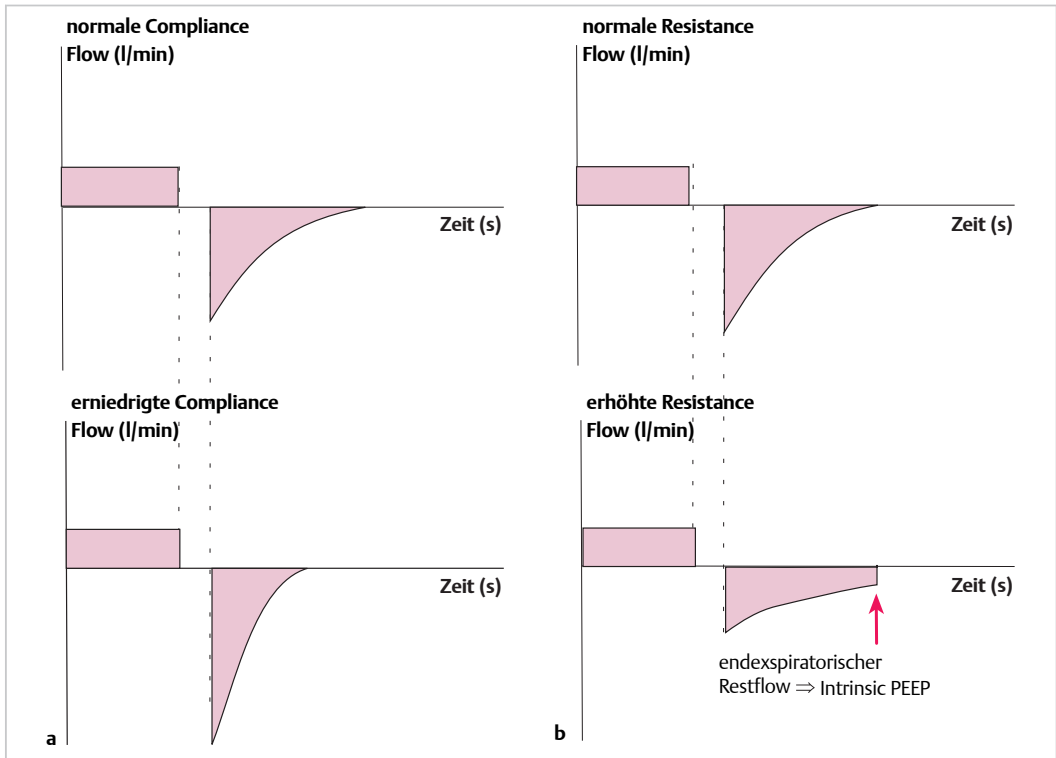 normale Compliance
Flow (l/min)
Zeit (s)
normale Resistance
Flow (l/min)
Zeit (s)
erniedrigte Compliance
Flow (l/min)
Zeit (s)
a
erhöhte Resistance
Flow (l/min)
Zeit (s)
endexspiratorischer
Restflow ⇒ Intrinsic PEEP
b